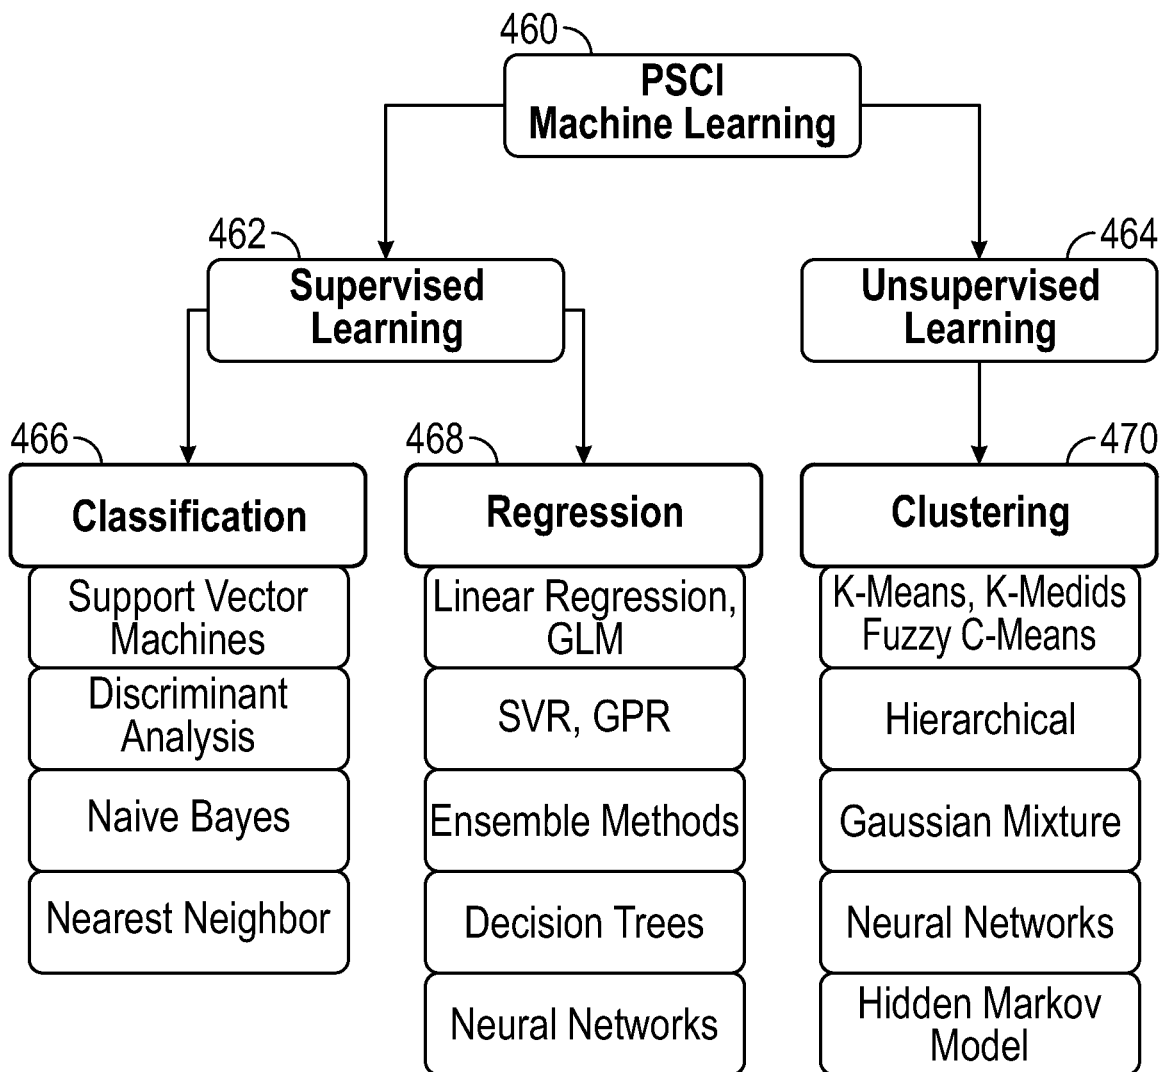 460
PSCI
Machine Learning
462
Supervised
Learning
464
Unsupervised
Learning
466
Classification
Support Vector
Machines
Discriminant
Analysis
Naive Bayes
Nearest Neighbor
468
Regression
Linear Regression,
GLM
SVR, GPR
Ensemble Methods
Decision Trees
Neural Networks
470
Clustering
K-Means, K-Medids
Fuzzy C-Means
Hierarchical
Gaussian Mixture
Neural Networks
Hidden Markov
Model